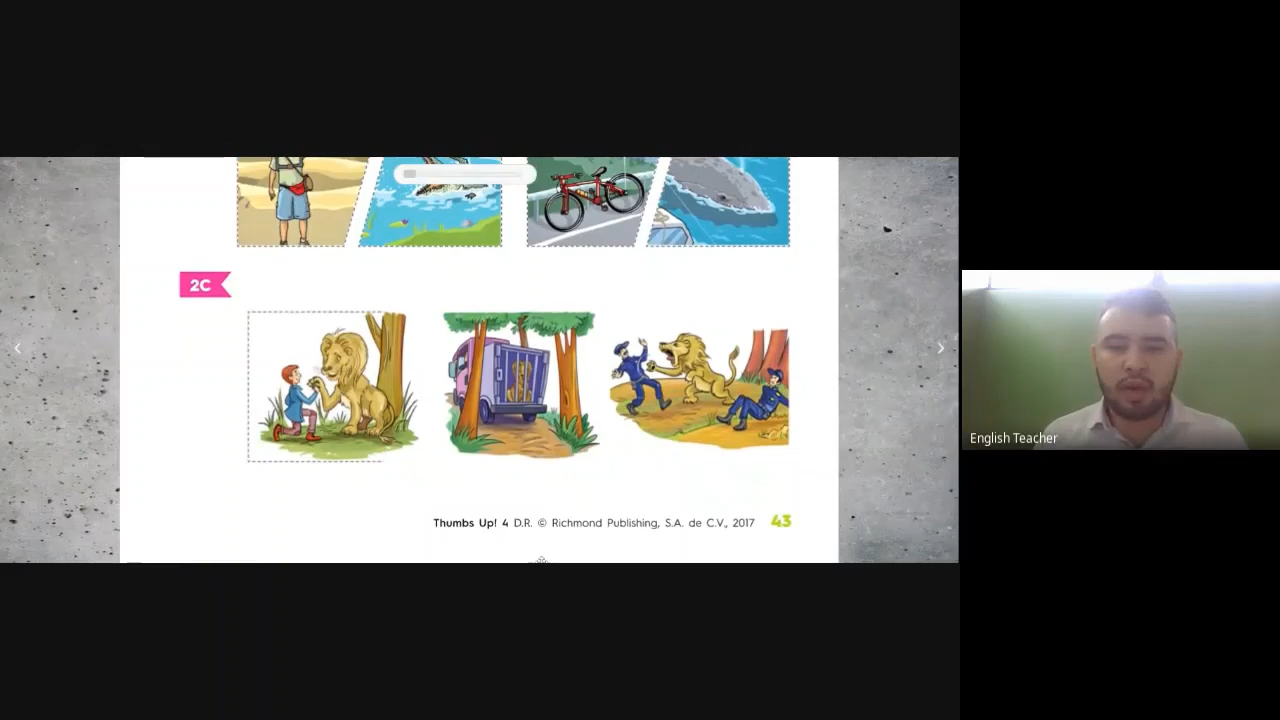 2C
English Teacher
Thumbs Up! 4 D.R. © Richmond Publishing, S.A. de C.V., 2017 43